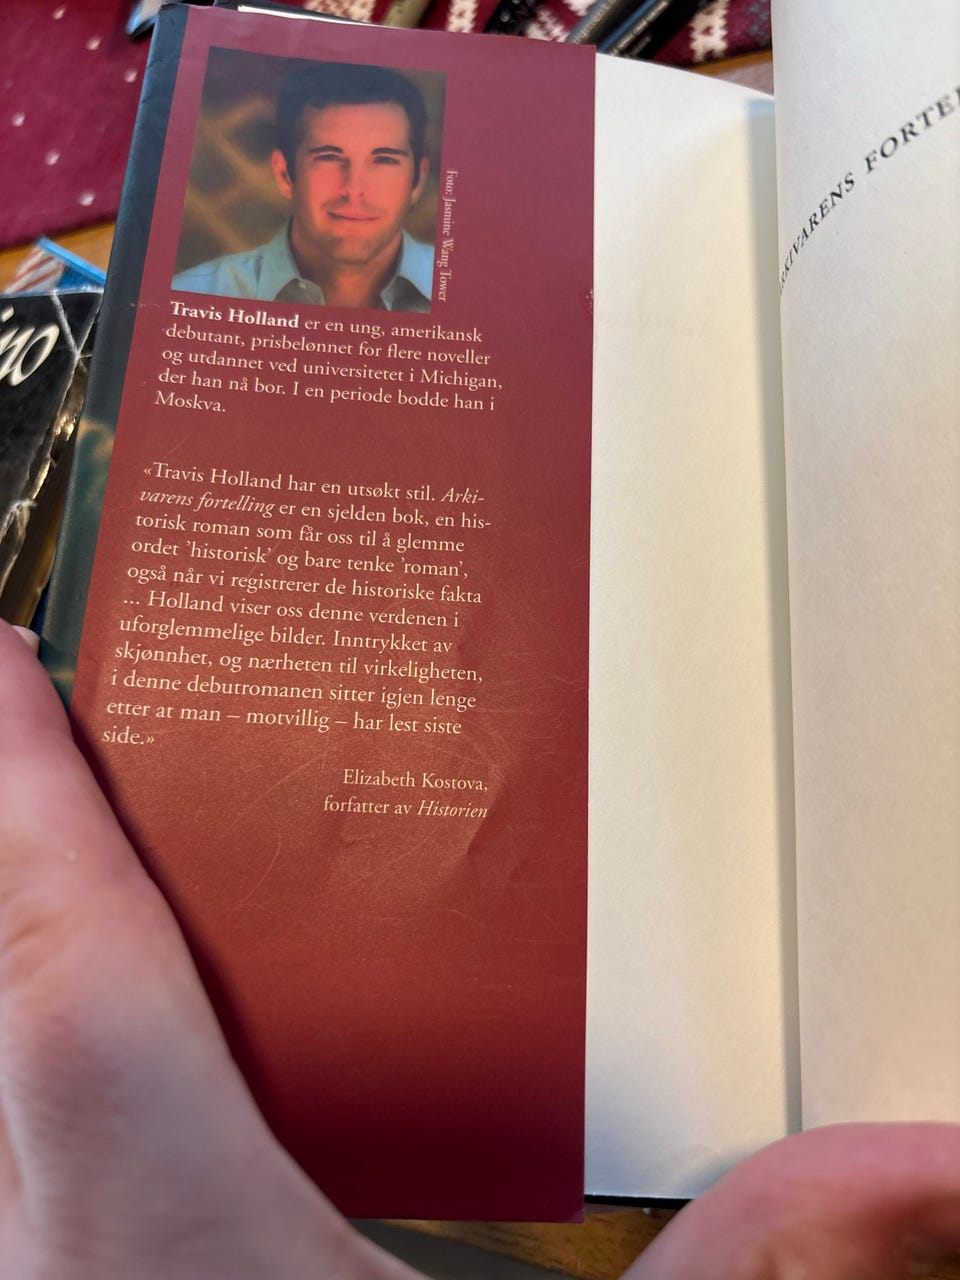 Foto: Jasmine Wang Tower
Travis Holland er en ung, amerikansk
debutant, prisbelønnet for flere noveller
og utdannet ved universitetet i Michigan,
der han nå bor. I en periode bodde han i
Moskva.
«Travis Holland har en utsøkt stil. Arki-
varens fortelling er en sjelden bok, en his-
torisk roman som får oss til å glemme
ordet ’historisk’ og bare tenke ’roman’,
også når vi registrerer de historiske fakta
... Holland viser oss denne verdenen i
uforglemmelige bilder. Inntrykket av
skjønnhet, og nærheten til virkeligheten,
i denne debutromanen sitter igjen lenge
etter at man – motvillig – har lest siste
side.»
Elizabeth Kostova,
forfatter av Historien
ARKIVARENS FORTEL